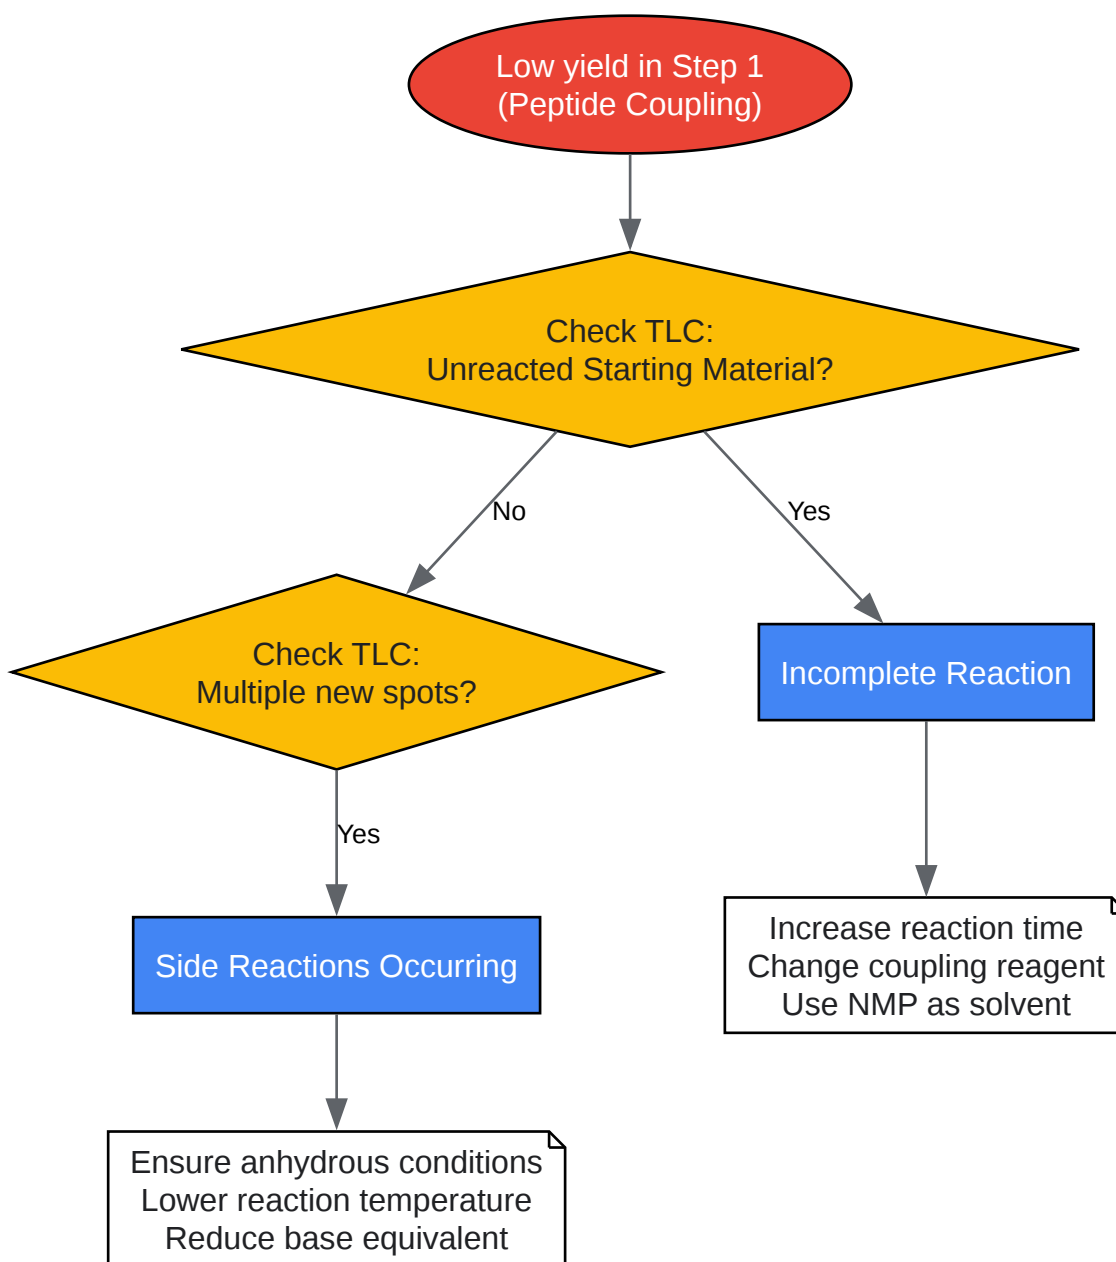 Low yield in Step 1
(Peptide Coupling)
Check TLC:
Unreacted Starting Material?
No
Yes
Check TLC:
Multiple new spots?
Incomplete Reaction
Yes
Side Reactions Occurring
Increase reaction time
Change coupling reagent
Use NMP as solvent
Ensure anhydrous conditions
Lower reaction temperature
Reduce base equivalent